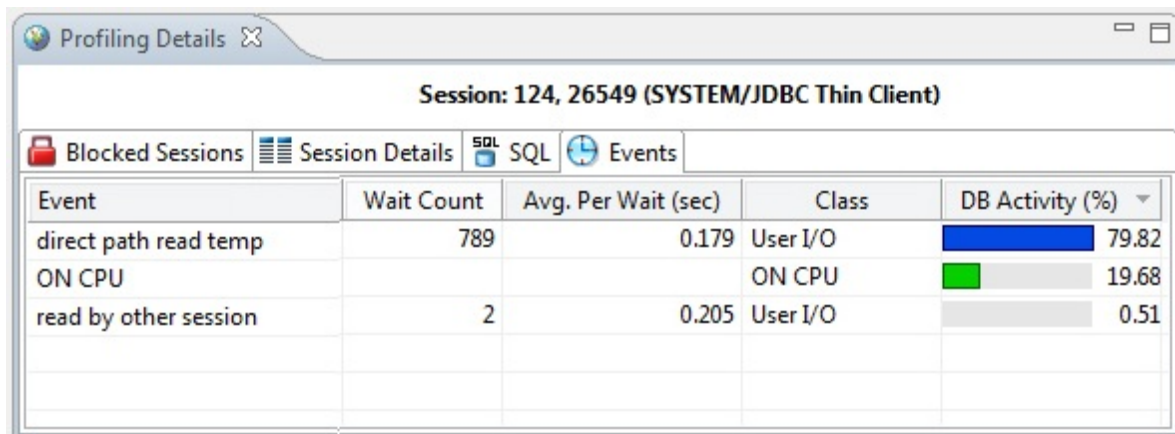 Profiling Details
Session: 124, 26549 (SYSTEM/JDBC Thin Client)
Blocked Sessions Session Details SQL SQL Events
Event Wait Count Avg. Per Wait (sec) Class DB Activity (%)
direct path read temp 789 0.179 User I/O 79.82
ON CPU ON CPU 19.68
read by other session 2 0.205 User I/O 0.51